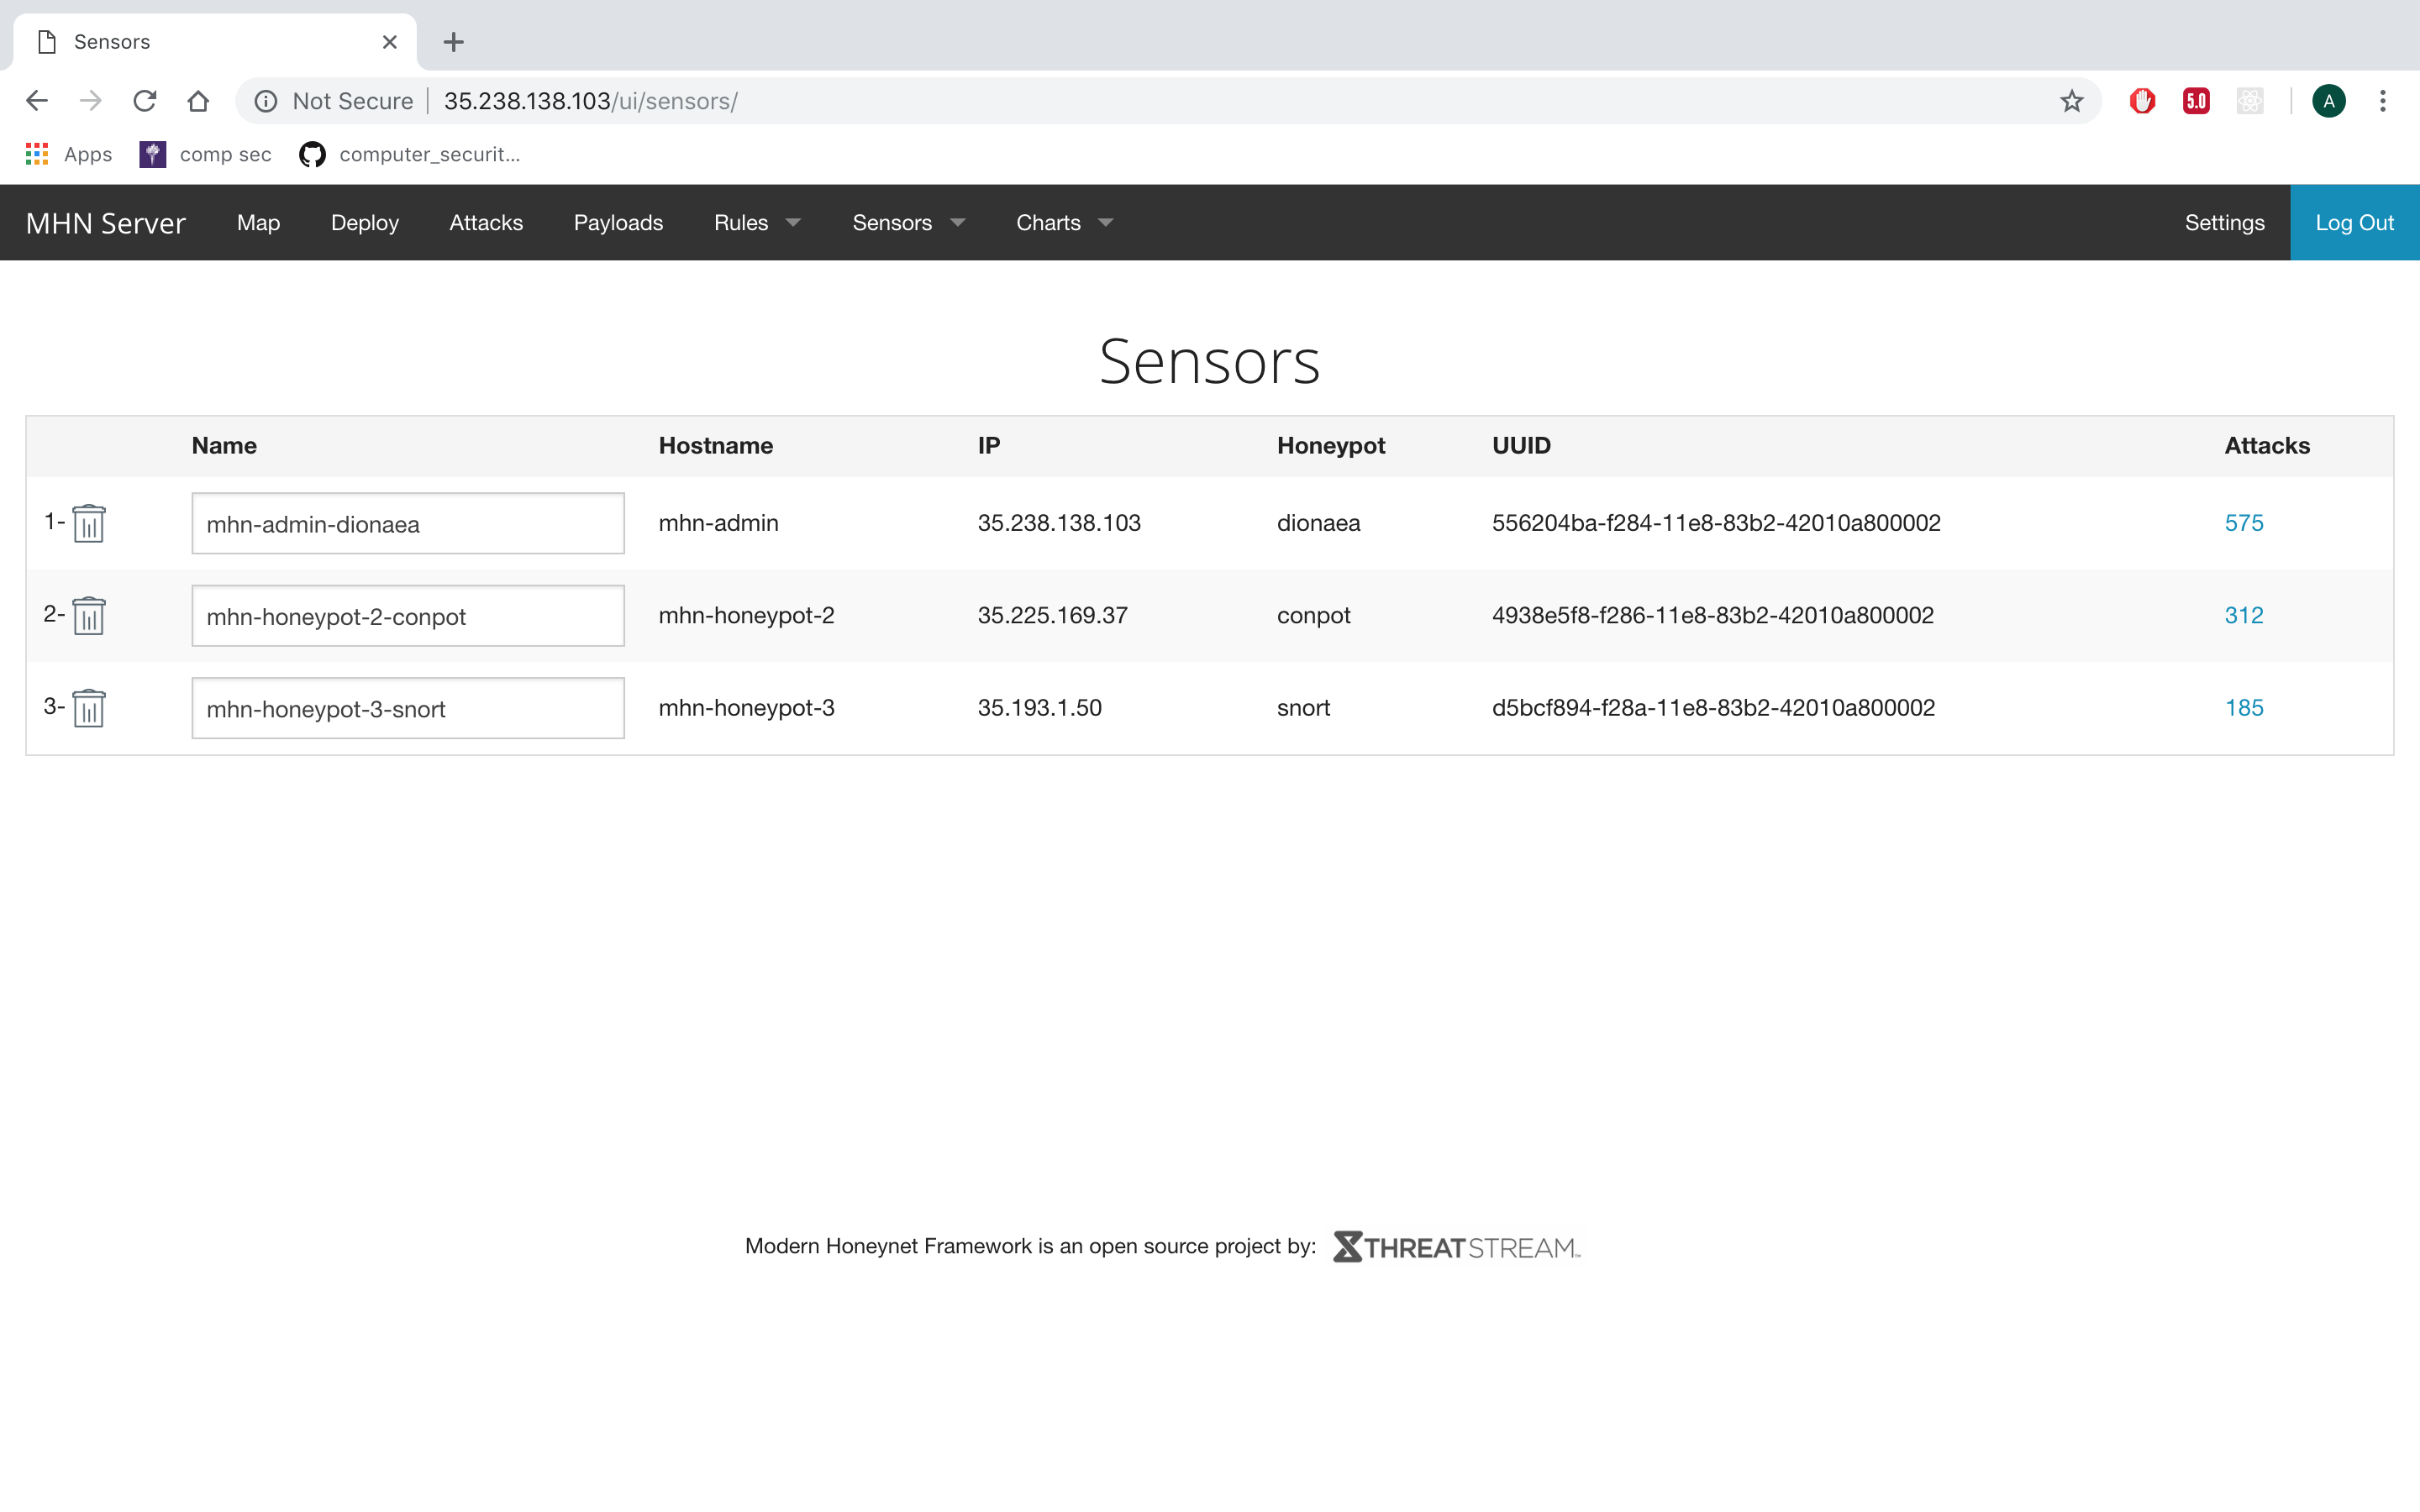 Sensors
Not Secure 35.238.138.103/ui/sensors/ 5.0 A
Apps comp sec computer_securit...
MHN Server Map Deploy Attacks Payloads Rules Sensors Charts Settings Log Out
Sensors
Name Hostname IP Honeypot UUID Attacks
1- mhn-admin-dionaea mhn-admin 35.238.138.103 dionaea 556204ba-f284-11e8-83b2-42010a800002 575
2- mhn-honeypot-2-conpot mhn-honeypot-2 35.225.169.37 conpot 4938e5f8-f286-11e8-83b2-42010a800002 312
3- mhn-honeypot-3-snort mhn-honeypot-3 35.193.1.50 snort d5bcf894-f28a-11e8-83b2-42010a800002 185
Modern Honeynet Framework is an open source project by: THREATSTREAM™